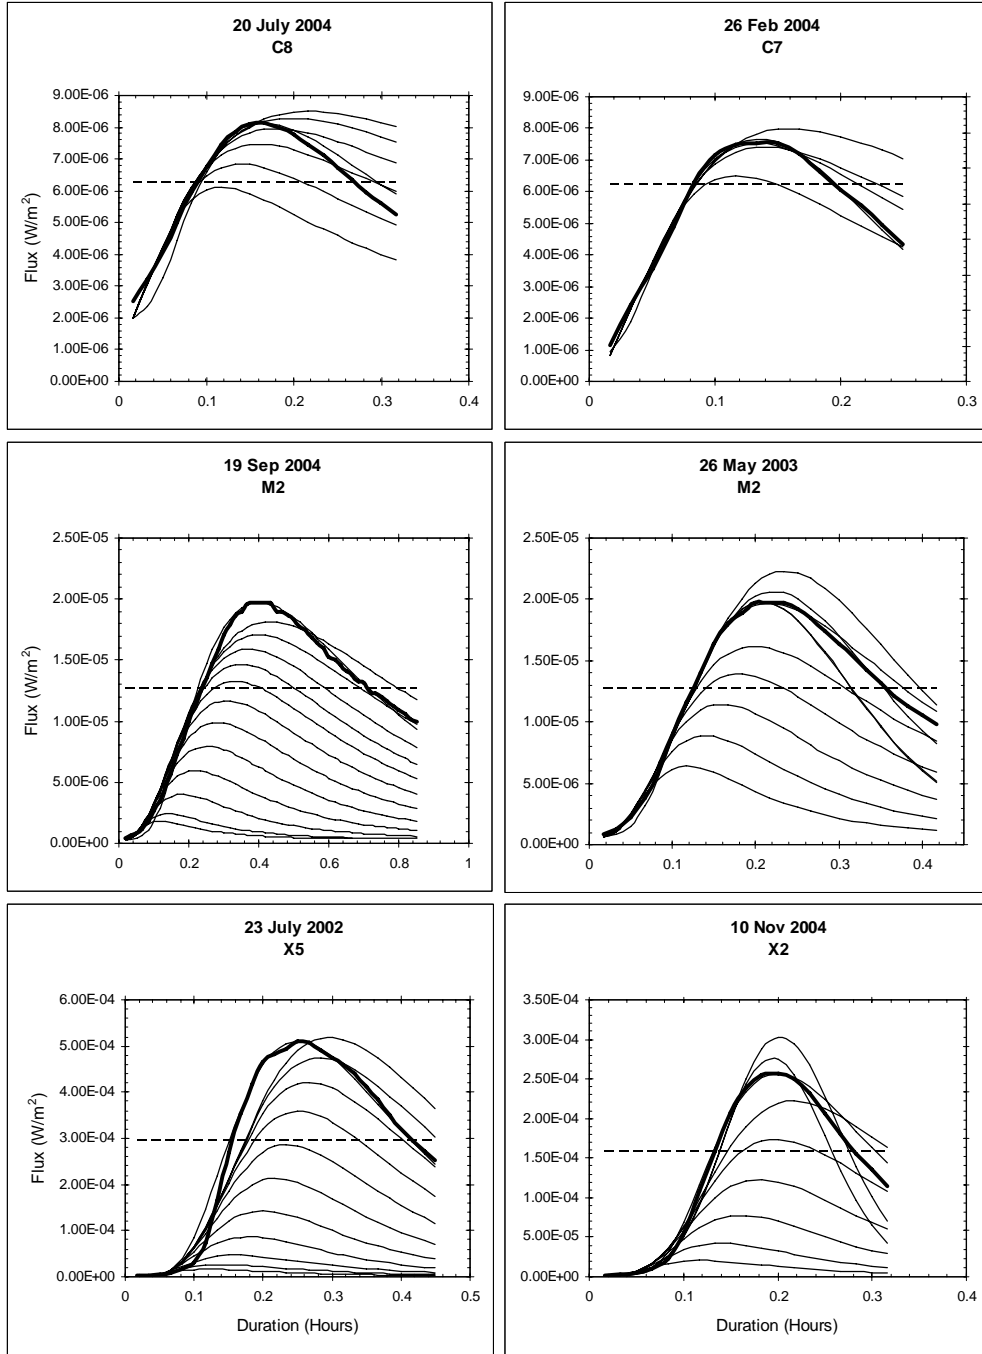 20 July 2004
C8
9.00E-06
8.00E-06
7.00E-06
6.00E-06
5.00E-06
4.00E-06
3.00E-06
2.00E-06
1.00E-06
0.00E+00
Flux (W/m²)
0 0.1 0.2 0.3 0.4
26 Feb 2004
C7
9.00E-06
8.00E-06
7.00E-06
6.00E-06
5.00E-06
4.00E-06
3.00E-06
2.00E-06
1.00E-06
0.00E+00
0 0.1 0.2 0.3
19 Sep 2004
M2
2.50E-05
2.00E-05
1.50E-05
1.00E-05
5.00E-06
0.00E+00
Flux (W/m²)
0 0.2 0.4 0.6 0.8 1
26 May 2003
M2
2.50E-05
2.00E-05
1.50E-05
1.00E-05
5.00E-06
0.00E+00
0 0.1 0.2 0.3 0.4
23 July 2002
X5
6.00E-04
5.00E-04
4.00E-04
3.00E-04
2.00E-04
1.00E-04
0.00E+00
Flux (W/m²)
0 0.1 0.2 0.3 0.4 0.5
Duration (Hours)
10 Nov 2004
X2
3.50E-04
3.00E-04
2.50E-04
2.00E-04
1.50E-04
1.00E-04
5.00E-05
0.00E+00
0 0.1 0.2 0.3 0.4
Duration (Hours)